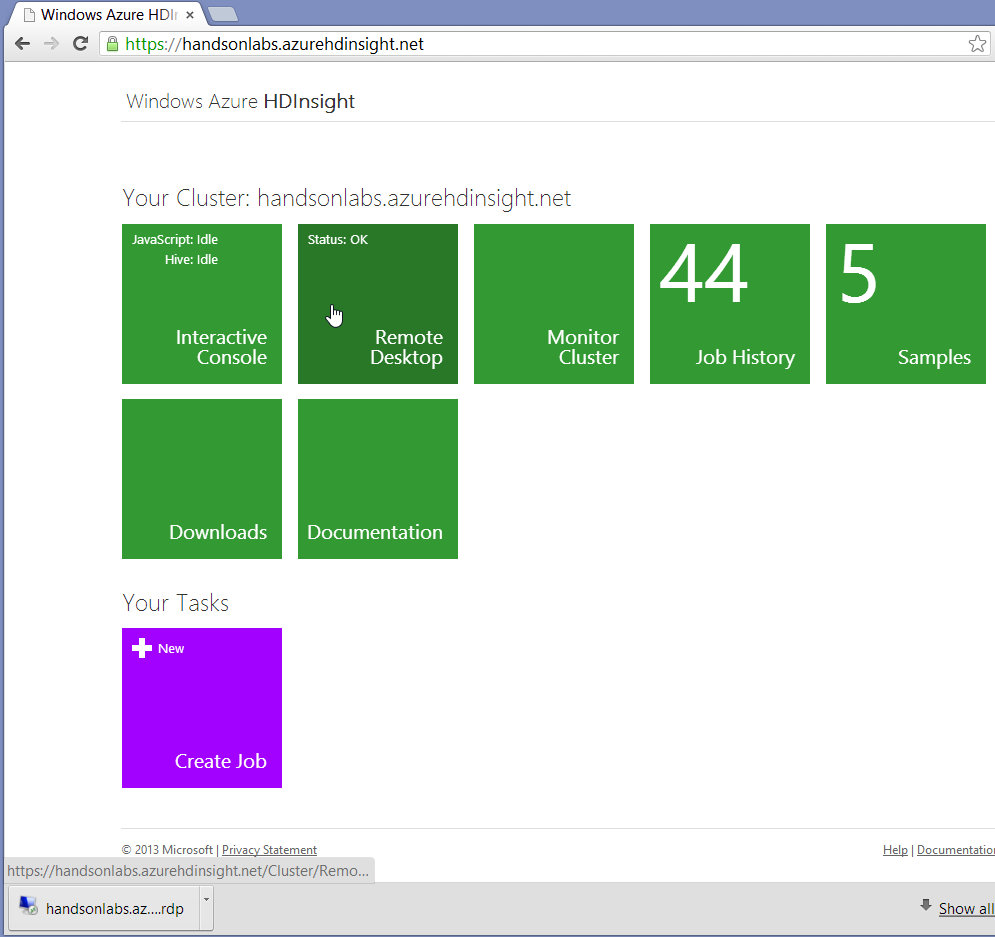 Windows Azure HDIn
https://handsonlabs.azurehdinsight.net
Windows Azure HDInsight
Your Cluster: handsonlabs.azurehdinsight.net
JavaScript: Idle
Hive: Idle
Interactive
Console
Status: OK
Remote
Desktop
Monitor
Cluster
44
Job History
5
Samples
Downloads
Documentation
Your Tasks
New
Create Job
© 2013 Microsoft | Privacy Statement
Help | Documentation
https://handsonlabs.azurehdinsight.net/Cluster/Remo...
handsonlabs.az....rdp
Show all